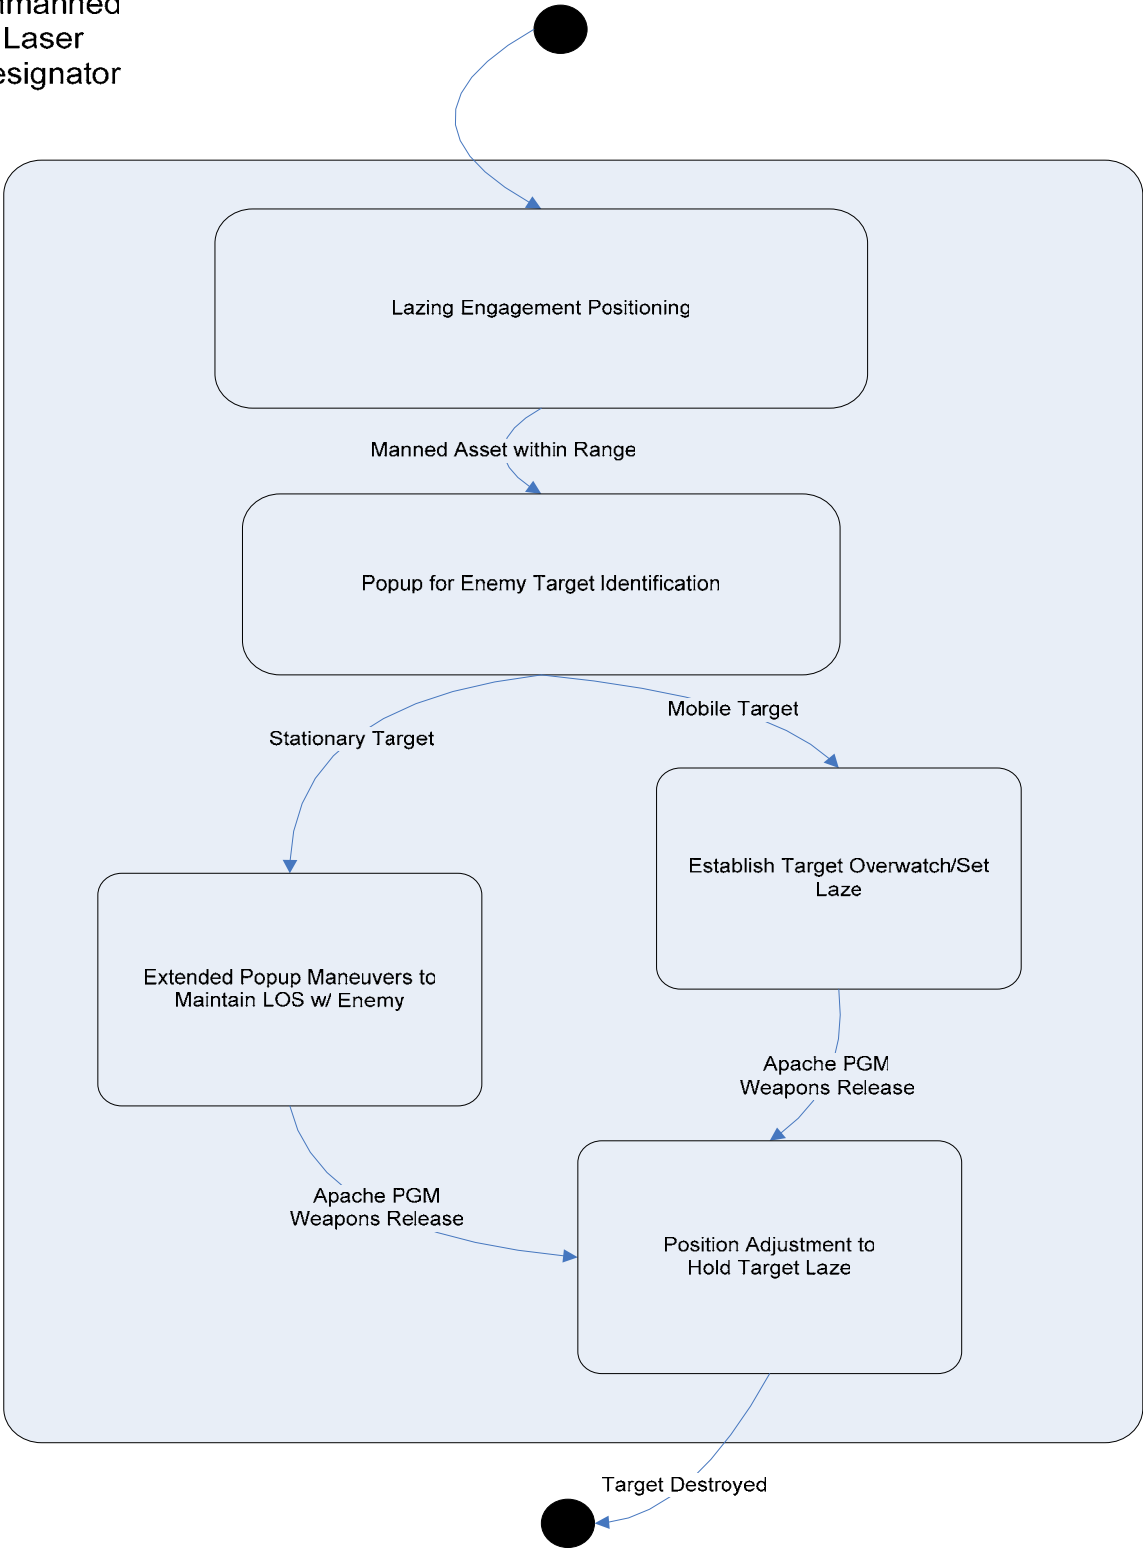 Laser
Lazing Engagement Positioning
Manned Asset within Range
Popup for Enemy Target Identification
Mobile Target
Stationary Target
Establish Target Overwatch/Set
Laze
Extended Popup Maneuvers to
Maintain LOS w/ Enemy
Apache PGM
Weapons Release
Apache PGM
Weapons Release
Position Adjustment to
Hold Target Laze
Target Destroyed